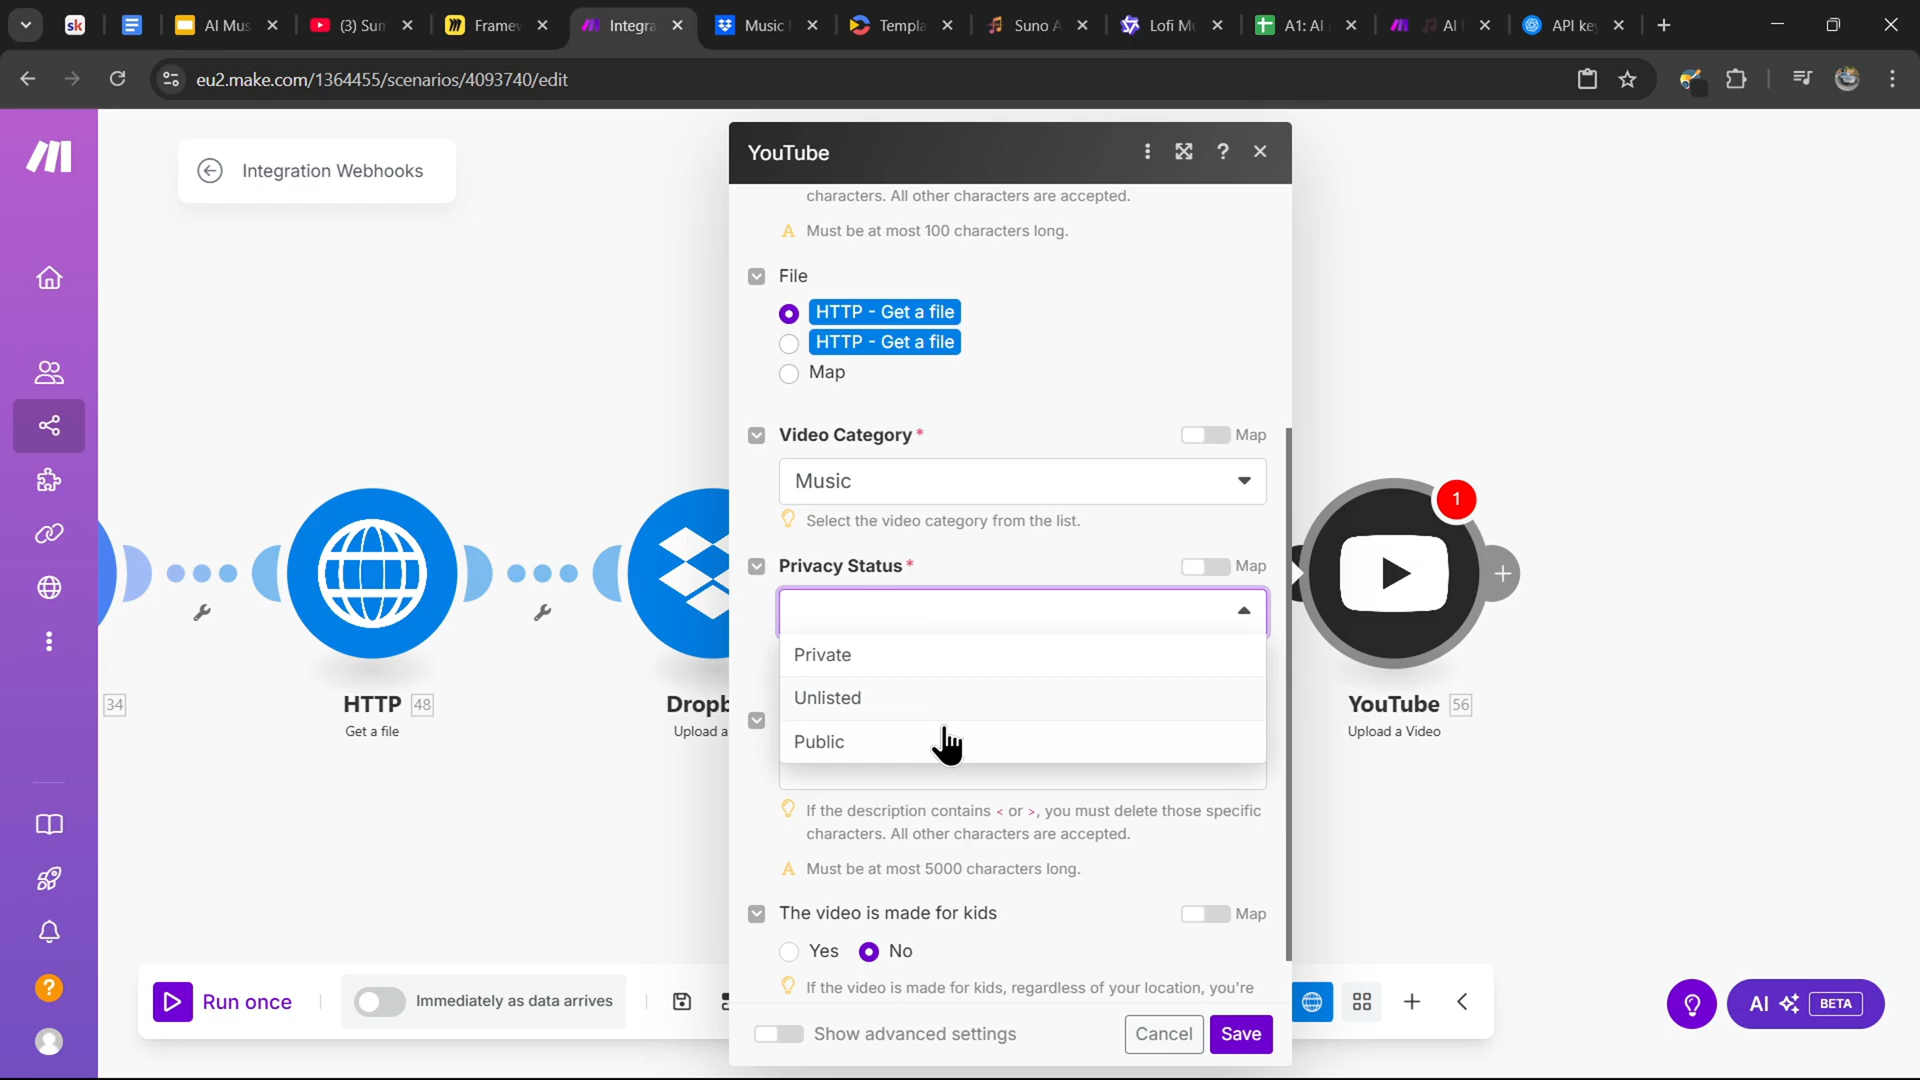 sk
AI Mus
(3) Sun
Frame
Integra
Music
Templa
Suno A
Lofi M
A1: AI
AI
API ke
eu2.make.com/1364455/scenarios/4093740/edit
Integration Webhooks
YouTube
characters. All other characters are accepted.
Must be at most 100 characters long.
File
HTTP - Get a file
HTTP - Get a file
Map
Video Category *
Map
Music
Select the video category from the list.
Privacy Status *
Map
Private
Unlisted
Public
If the description contains < or >, you must delete those specific
characters. All other characters are accepted.
Must be at most 5000 characters long.
The video is made for kids
Map
Yes
No
If the video is made for kids, regardless of your location, you're
Show advanced settings
Cancel
Save
34
HTTP 48
Get a file
Dropb
Upload a
1
YouTube 56
Upload a Video
Run once
Immediately as data arrives
AI
BETA